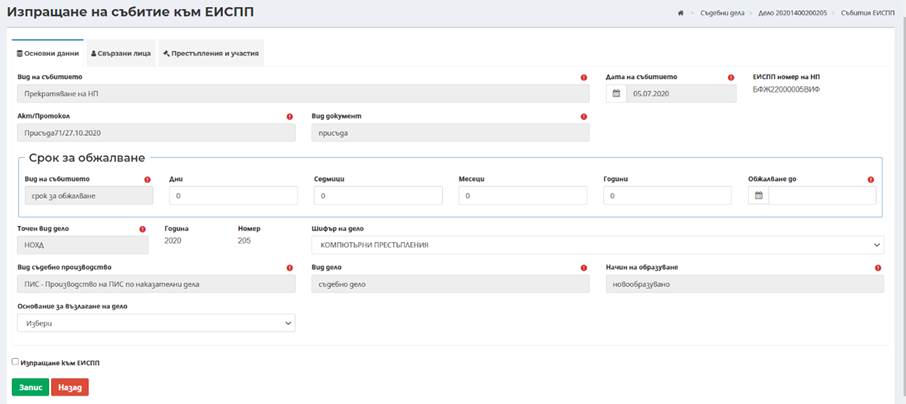 Изпращане на събитие към ЕИСПП
Съдебни дела > Дело 20201400200205 > Събития ЕИСПП
Основни данни Свързани лица Престъпления и участия
Вид на събитието Дата на събитието ЕИСПП номер на НП
Прекратяване на НП 05.07.2020 БФЖ22000005ВИФ
Акт/Протокол Вид документ
Присъда71/27.10.2020 присъда
Срок за обжалване
Вид на събитието Дни Седмици Месеци Години Обжалване до
срок за обжалване 0 0 0 0
Точен вид дело Година Номер Шифър на дело
НОХД 2020 205 КОМПЮТЪРНИ ПРЕСТЪПЛЕНИЯ
Вид съдебно производство Вид дело Начин на образуване
ПИС - Производство на ПИС по наказателни дела съдебно дело новообразувано
Основание за възлагане на дело
Избери
Изпращане към ЕИСПП
Запис Назад